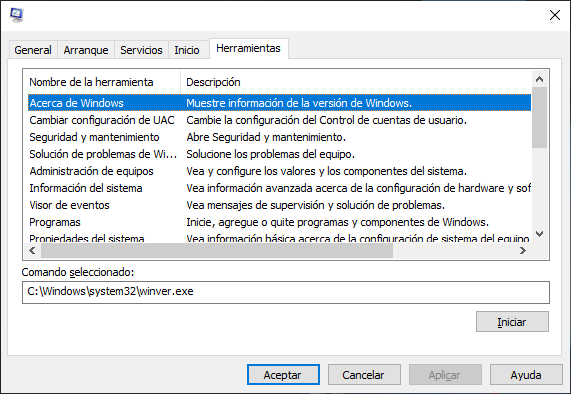 General Arranque Servicios Inicio Herramientas
Nombre de la herramienta Descripción
Acerca de Windows Muestre información de la versión de Windows.
Cambiar configuración de UAC Cambie la configuración del Control de cuentas de usuario.
Seguridad y mantenimiento Abre Seguridad y mantenimiento.
Solución de problemas de Wi... Solucione los problemas del equipo.
Administración de equipos Vea y configure los valores y los componentes del sistema.
Información del sistema Vea información avanzada acerca de la configuración de hardware y sof
Visor de eventos Vea mensajes de supervisión y solución de problemas.
Programas Inicie, agregue o quite programas y componentes de Windows.
Propiedades del sistema Vea información básica acerca de la configuración de sistema del equipo
Comando seleccionado:
C:\Windows\system32\winver.exe
Iniciar
Aceptar Cancelar Aplicar Ayuda